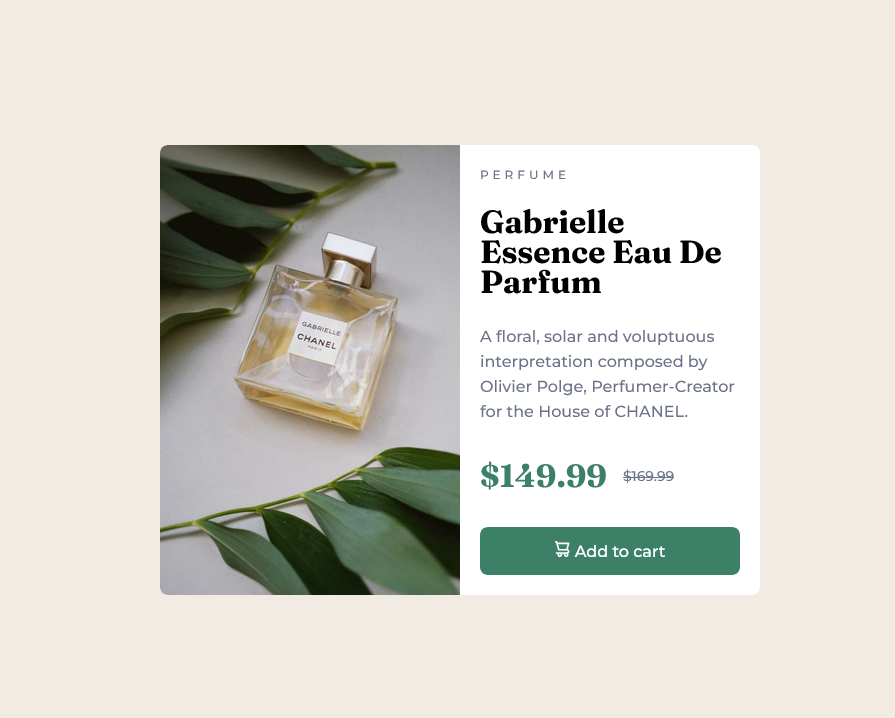 GABRIELLE
CHANEL
PARIS
PERFUME
Gabrielle
Essence Eau De
Parfum
A floral, solar and voluptuous
interpretation composed by
Olivier Polge, Perfumer-Creator
for the House of CHANEL.
$149.99 $169.99
Add to cart